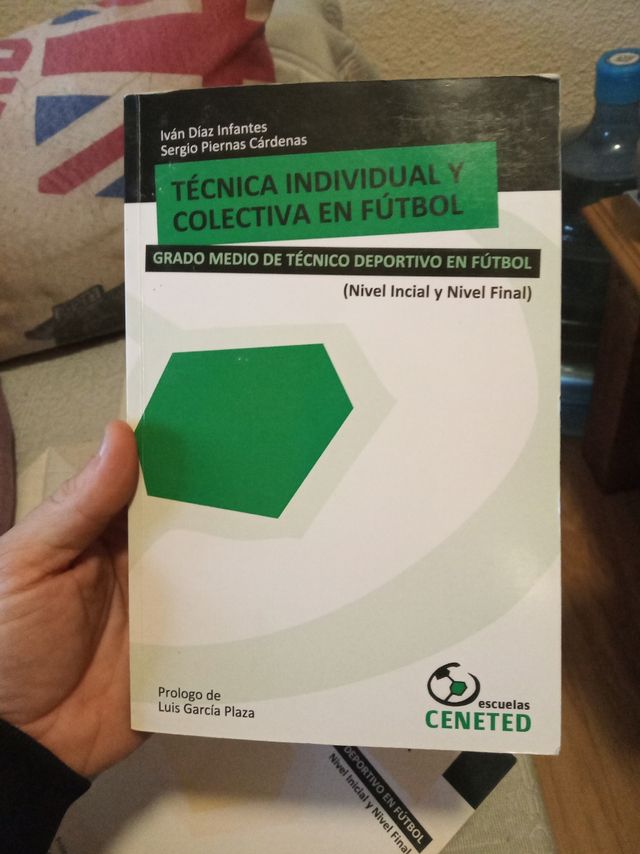 Iván Díaz Infantes
Sergio Piernas Cárdenas
TÉCNICA INDIVIDUAL Y
COLECTIVA EN FÚTBOL
GRADO MEDIO DE TÉCNICO DEPORTIVO EN FÚTBOL
(Nivel Incial y Nivel Final)
Prologo de
Luis García Plaza
escuelas
CENETED
DEPORTIVO EN FÚTBOL
Nivel Inicial y Nivel Final)